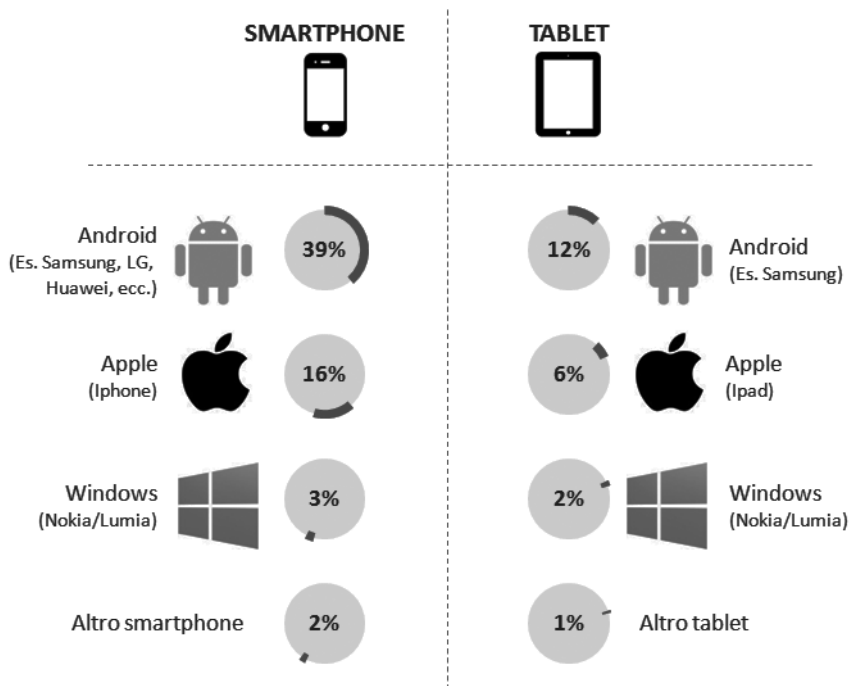 SMARTPHONE
TABLET
Android
(Es. Samsung, LG,
Huawei, ecc.)
39%
12%
Android
(Es. Samsung)
Apple
(Iphone)
16%
6%
Apple
(Ipad)
Windows
(Nokia/Lumia)
3%
2%
Windows
(Nokia/Lumia)
Altro smartphone
2%
1%
Altro tablet